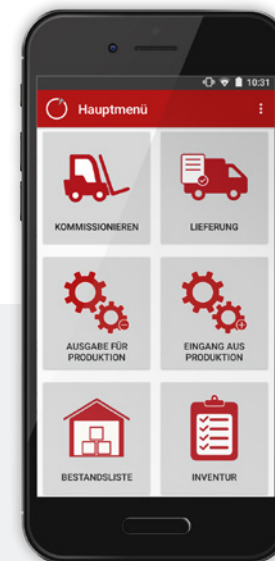 10:31
Hauptmenü
KOMMISSIONIEREN
LIEFERUNG
AUSGABE FÜR
PRODUKTION
EINGANG AUS
PRODUKTION
BESTANDSLISTE
INVENTUR